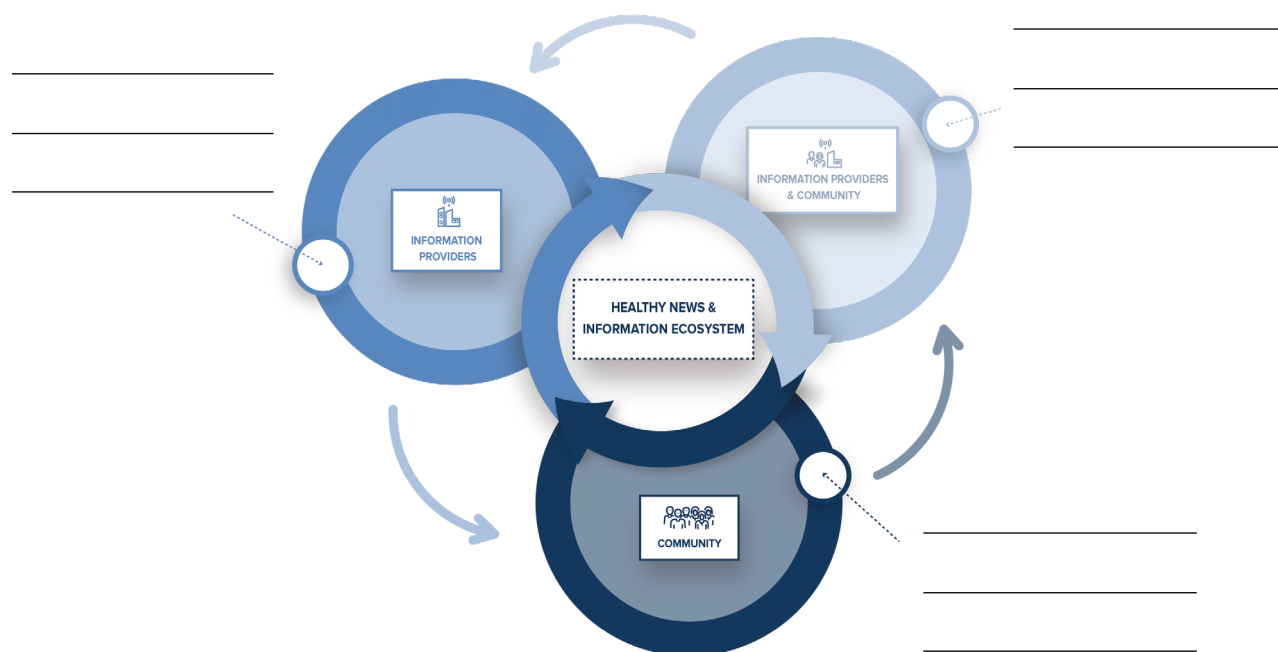 INFORMATION PROVIDERS
& COMMUNITY
INFORMATION
PROVIDERS
HEALTHY NEWS &
INFORMATION ECOSYSTEM
COMMUNITY